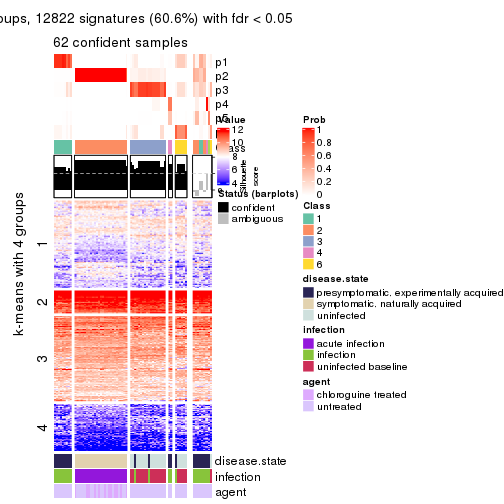 oups, 12822 signatures (60.6%) with fdr < 0.05
62 confident samples
p1
p2
p3
p4
value
12
10
8
6
4
Silhouette
score
Status (barplots)
confident
ambiguous
Prob
1
0.8
0.6
0.4
0.2
0
Class
1
2
3
4
6
disease.state
presymptomatic, experimentally acquired
symptomatic, naturally acquired
uninfected
infection
acute infection
infection
uninfected baseline
agent
chloroguine treated
untreated
k-means with 4 groups
1
2
3
4
disease.state
infection
agent